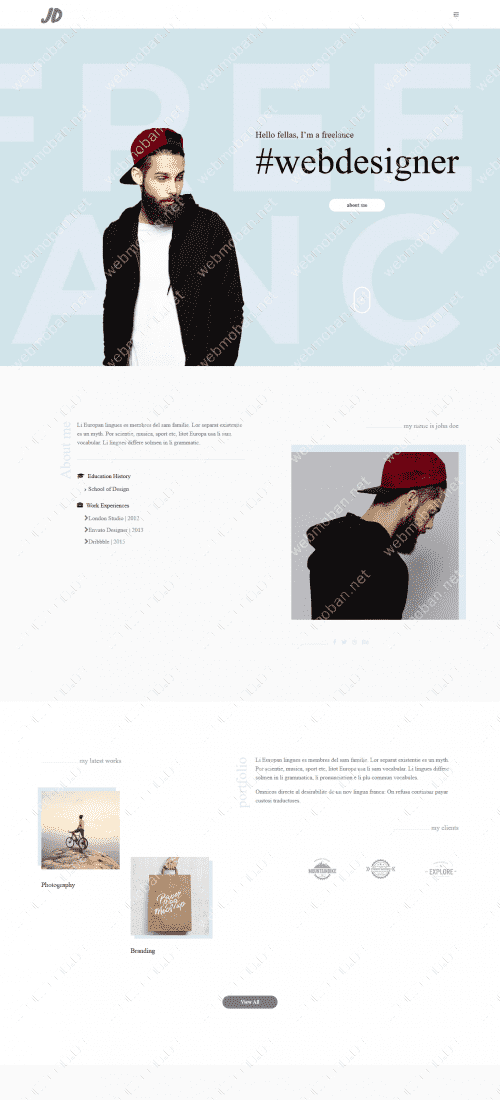 JD
FREE
ANC
Hello fellas, I'm a freelance
#webdesigner
about me
About me
Li Europan lingues es membros del sam familie. Lor separat existentie
es un myth. Por scientie, musica, sport etc, litot Europa usa li sam
vocabular. Li lingues differe solmen in li grammatic.
Education History
School of Design
Work Experiences
London Studio | 2012
Envato Designer | 2013
Dribbble | 2015
my name is john doe
my latest works
Photography
Branding
portfolio
Li Europan lingues es membros del sam familie. Lor separat existentie es un myth.
Por scientie, musica, sport etc, litot Europa usa li sam vocabular. Li lingues differe
solmen in li grammatica, li pronunciation e li plu commun vocabules.
Omnicos directe al desirabilite de un nov lingua franca: On refusa continuar payar
custosi traductores.
my clients
EXPLORE
View All
webmoban.net